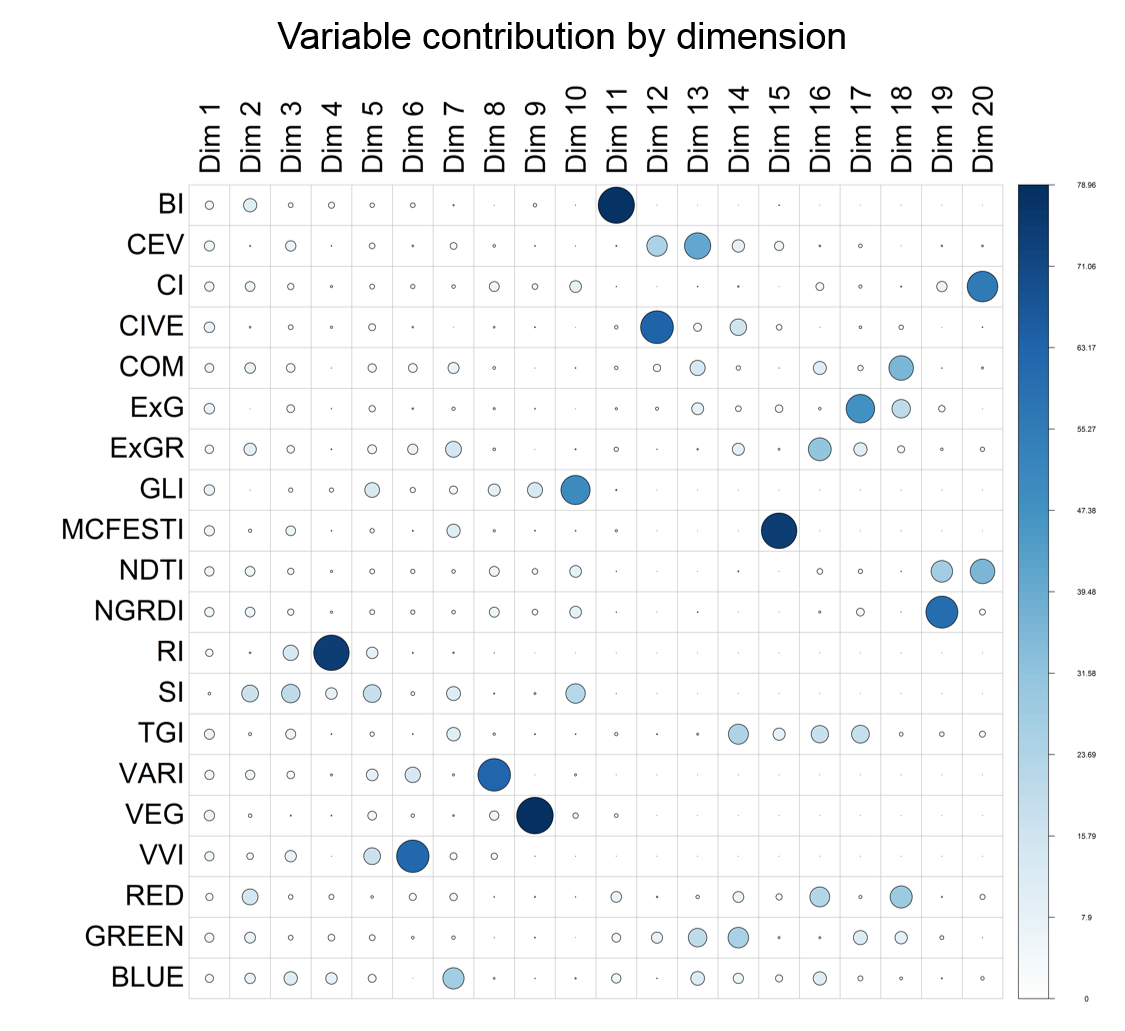 Variable contribution by dimension
Dim 1 Dim 2 Dim 3 Dim 4 Dim 5 Dim 6 Dim 7 Dim 8 Dim 9 Dim 10 Dim 11 Dim 12 Dim 13 Dim 14 Dim 15 Dim 16 Dim 17 Dim 18 Dim 19 Dim 20
BI
CEV
CI
CIVE
COM
ExG
ExGR
GLI
MCFESTI
NDTI
NGRDI
RI
SI
TGI
VARI
VEG
VVI
RED
GREEN
BLUE
78.96
71.06
63.17
55.27
47.38
39.48
31.58
23.69
15.79
7.9
0